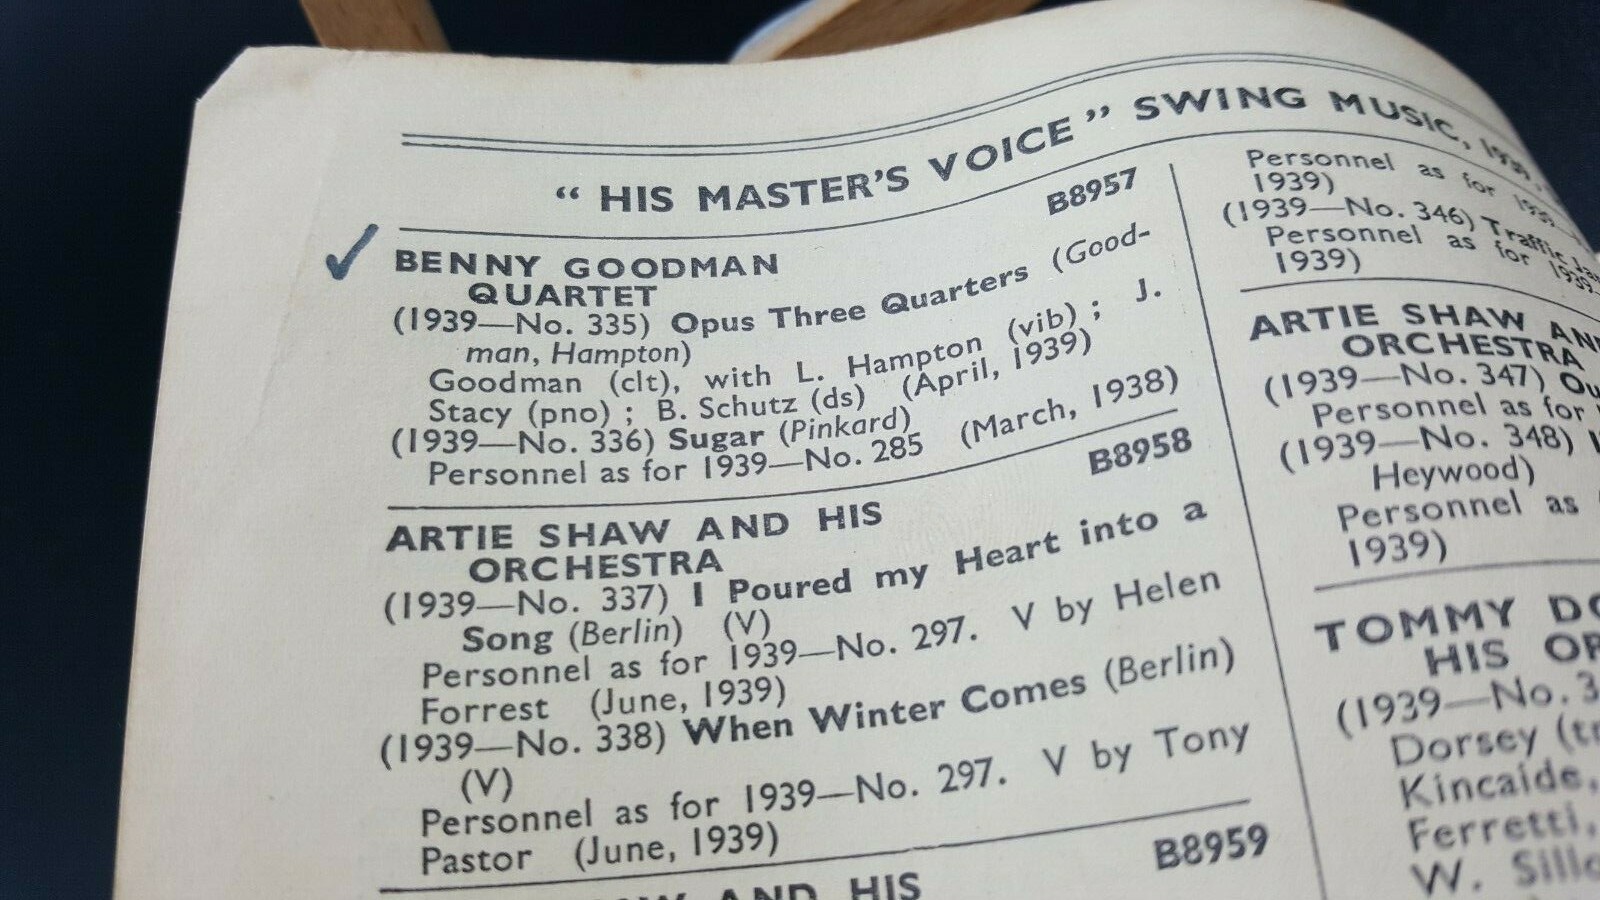 "HIS MASTER'S VOICE" SWING MUSIC,
B8957
BENNY GOODMAN
QUARTET
(1939—No. 335) Opus Three Quarters (Good-
man, Hampton)
Goodman (clt), with L. Hampton (vib) ; J.
Stacy (pno) ; B. Schutz (ds) (April, 1939)
(1939—No. 336) Sugar (Pinkard)
Personnel as for 1939—No. 285 (March, 1938)
B8958
ARTIE SHAW AND HIS
ORCHESTRA
(1939—No. 337) I Poured my Heart into a
Song (Berlin) (V)
Personnel as for 1939—No. 297. V by Helen
Forrest (June, 1939)
(1939—No. 338) When Winter Comes (Berlin)
(V)
Personnel as for 1939—No. 297. V by Tony
Pastor (June, 1939)
B8959
AND HIS
Personnel as for
1939)
(1939—No. 346) Traffic
Personnel as for
1939)
ARTIE SHAW
ORCHESTRA
(1939—No. 347)
Personnel as for
(1939—No. 348)
Heywood)
Personnel as
1939)
TOMMY
HIS
(1939—No.
Dorsey
Kincaide,
Ferretti,
W.